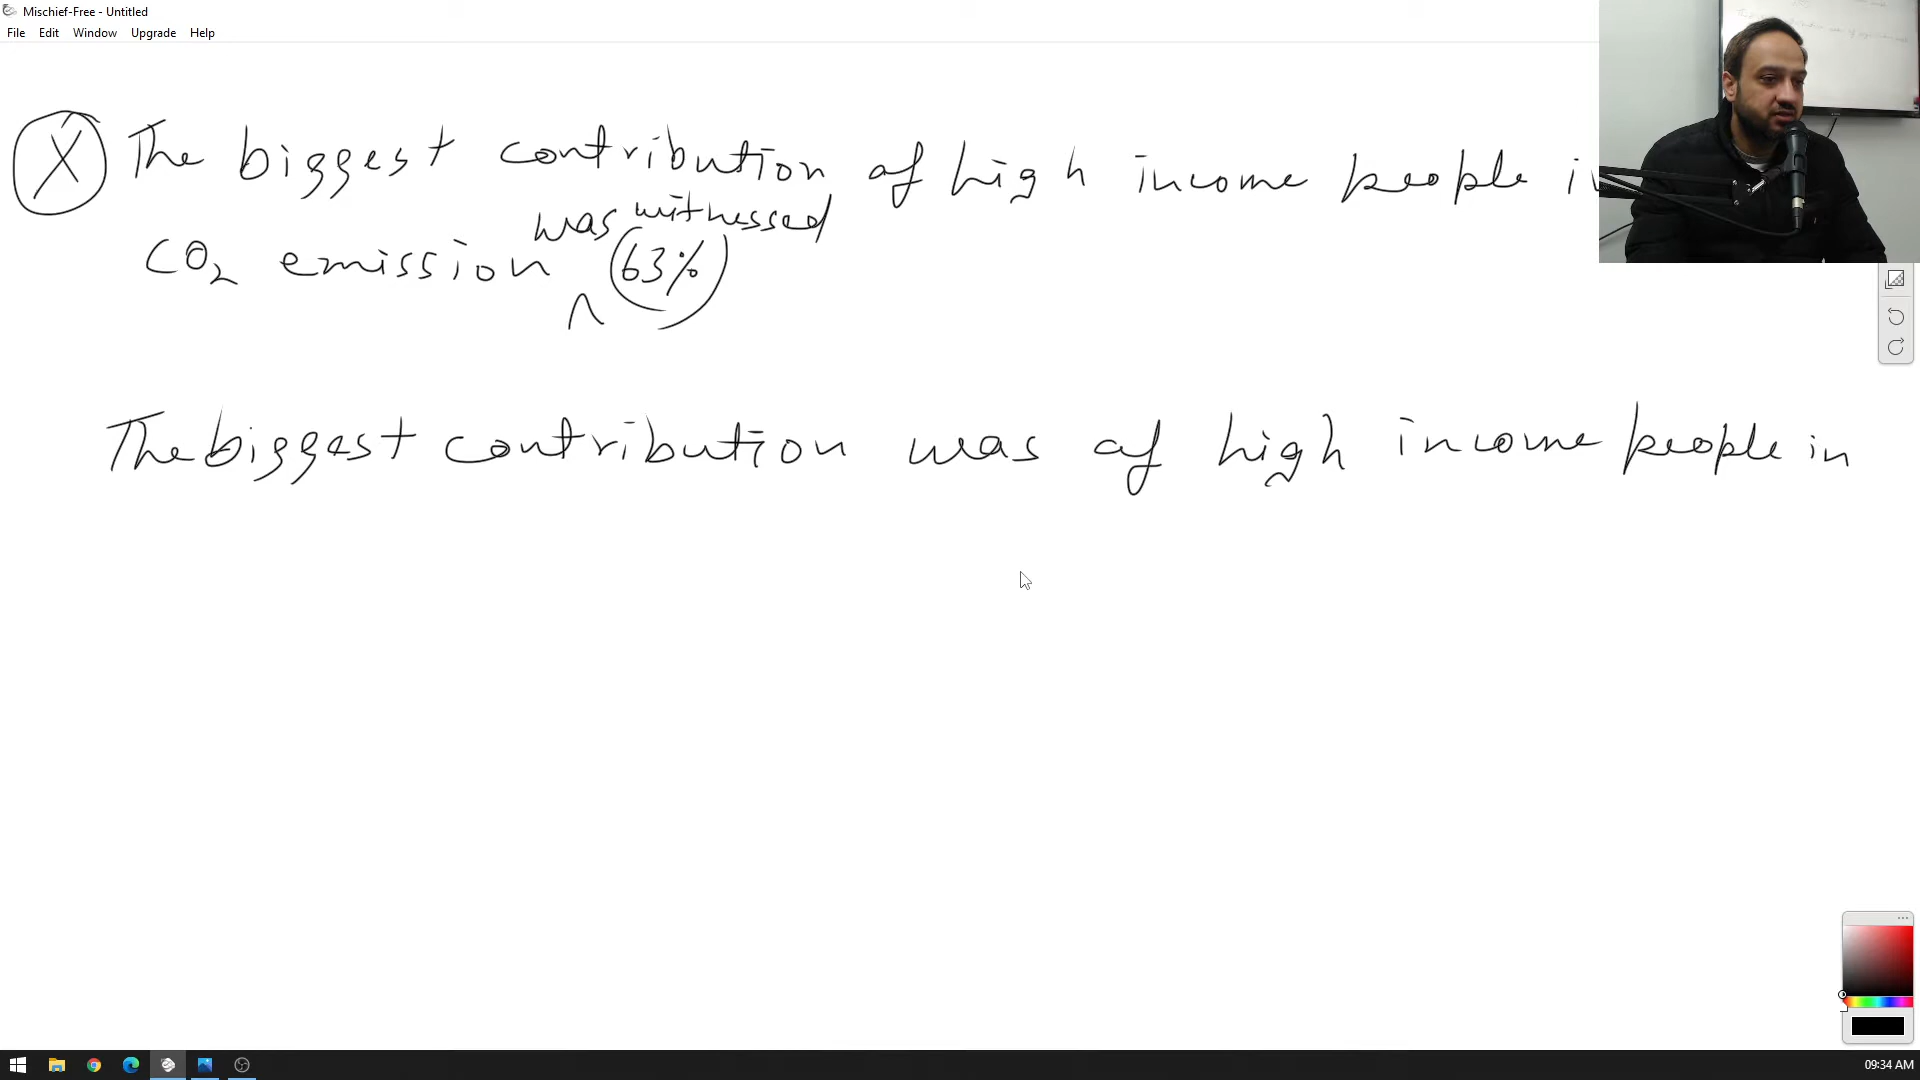 Mischief-Free - Untitled
File Edit Window Upgrade Help
X The biggest contribution of high income people
was witnessed
CO₂ emission 63%
^
The biggest contribution was of high income people in
09:34 AM